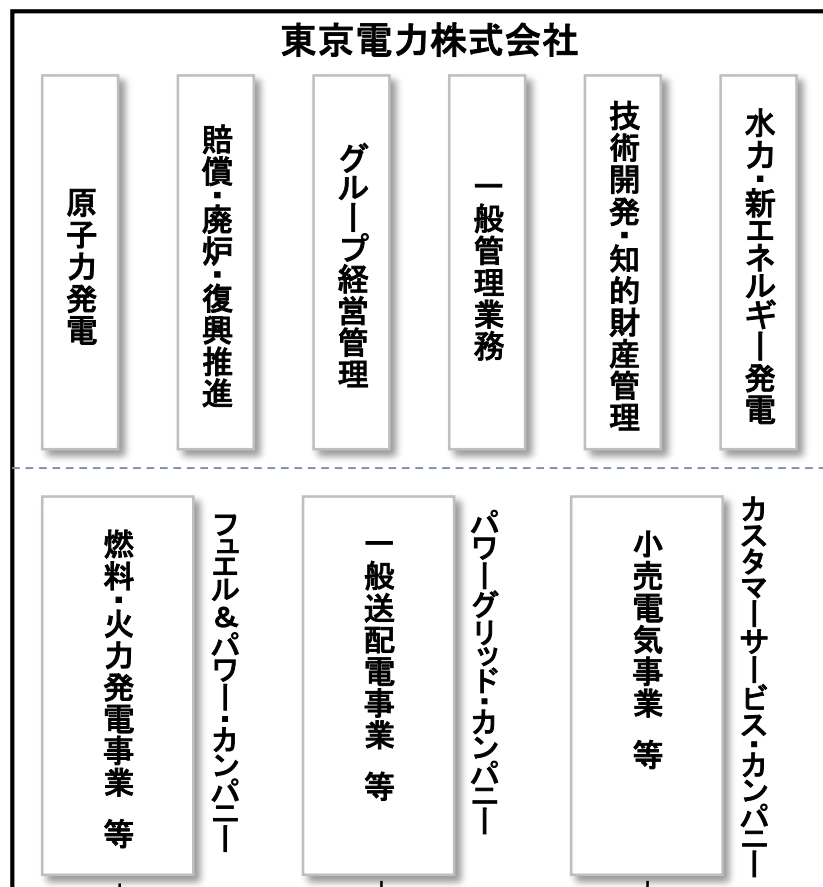 東京電力株式会社
原子力発電
賠償・廃炉・復興推進
グループ経営管理
一般管理業務
技術開発・知的財産管理
水力・新エネルギー発電
燃料・火力発電事業 等
フュエル&パワー・カンパニー
一般送配電事業 等
パワーグリッド・カンパニー
小売電気事業 等
カスタマーサービス・カンパニー